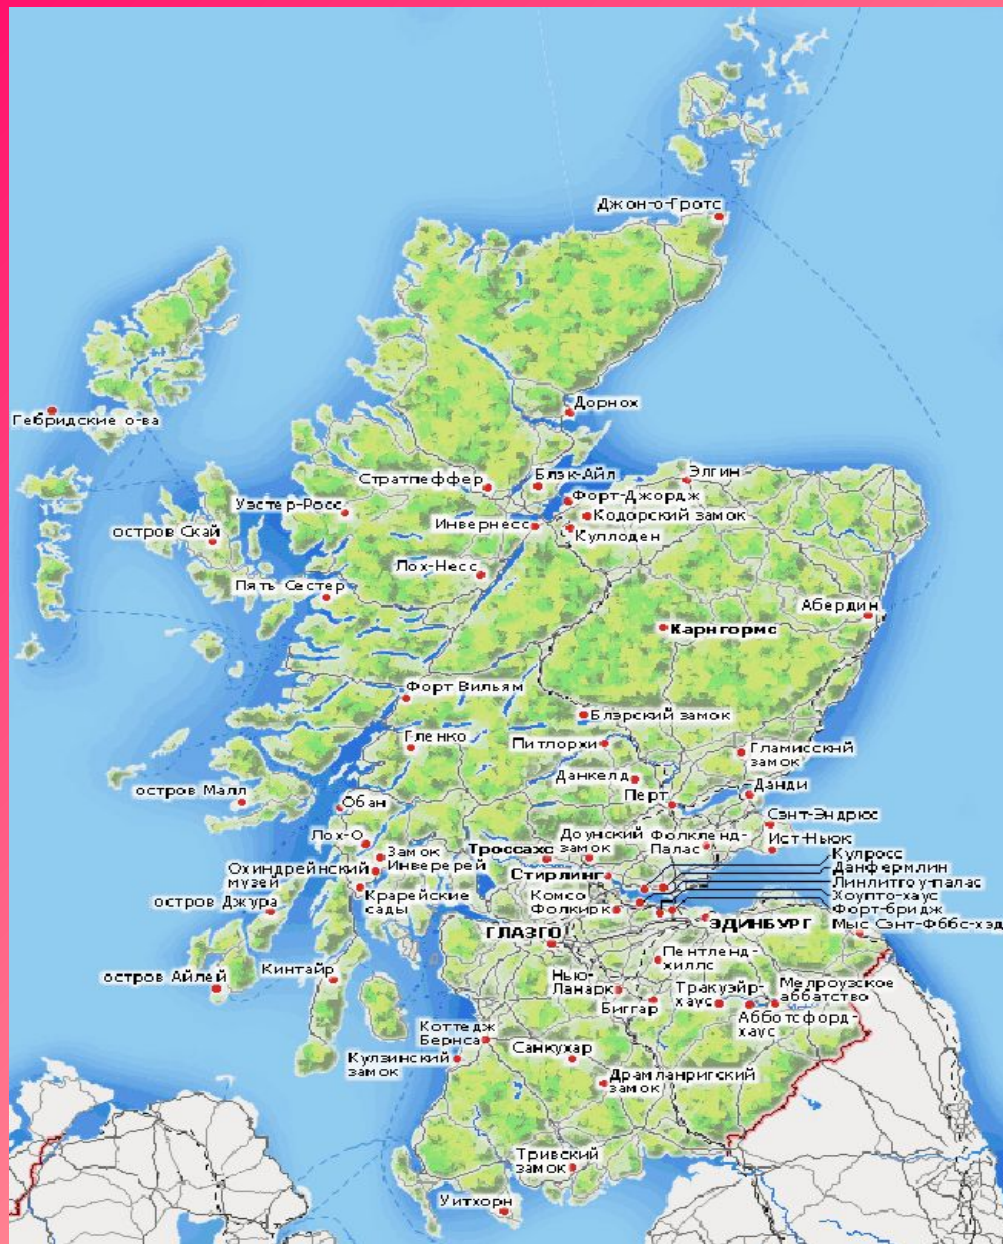 Джон-о-Гротс
Дорнох
Гебридские о-ва
Стратпеффер
Блэк-Айл
Элгин
Уэстер-Росс
Форт-Джордж
Кодорский замок
остров Скай
Инвернесс
Куллоден
Лох-Несс
Пять Сестер
Абердин
Карнгормс
Форт Вильям
Блэрский замок
Гленко
Питлорхи
Гламисский
замок
Данкелд
остров Малл
Обан
Перт
Данди
Сэнт-Эндрюс
Лох-О
Доунский
замок
Фолкленд-
Палас
Ист-Ньюк
Замок
Инверерей
Троссахс
Кулросс
Охиндрейнский
музей
Стирлинг
Данфермлин
Линлитгоу-палас
Крарейские
сады
Комсо
Фолкирк
Хоупто-хаус
остров Джура
Форт-бридж
ЭДИНБУРГ
Мыс Сэнт-Фббс-хэд
ГЛАЗГО
Пентленд-
хиллс
остров Айлей
Кинтайр
Нью-
Ланарк
Тракуэйр-
хаус
Мелроузское
аббатство
Биггар
Абботсфорд-
хаус
Коттедж
Бернса
Санкухар
Кулзинский
замок
Драмланригский
замок
Тривский
замок
Уитхорн